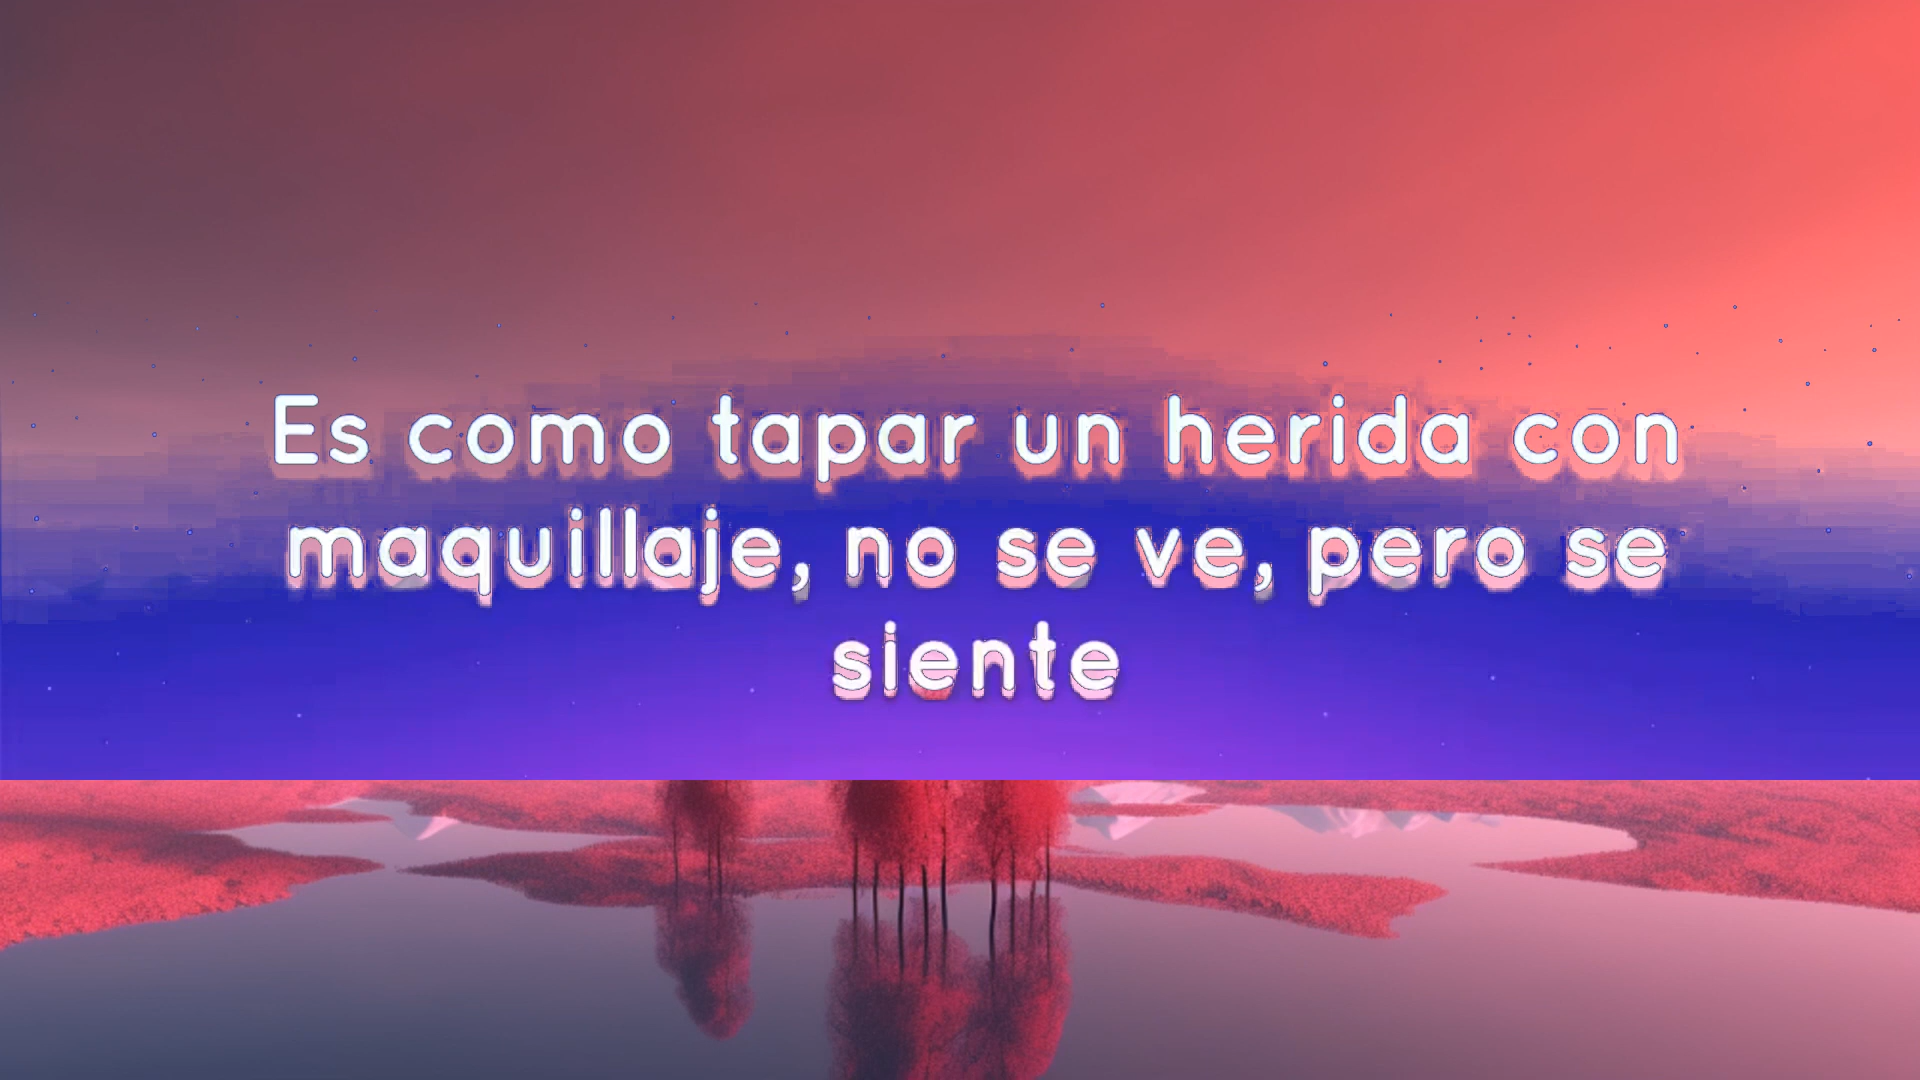 Es como tapar un herida con
maquillaje, no se ve, pero se
siente